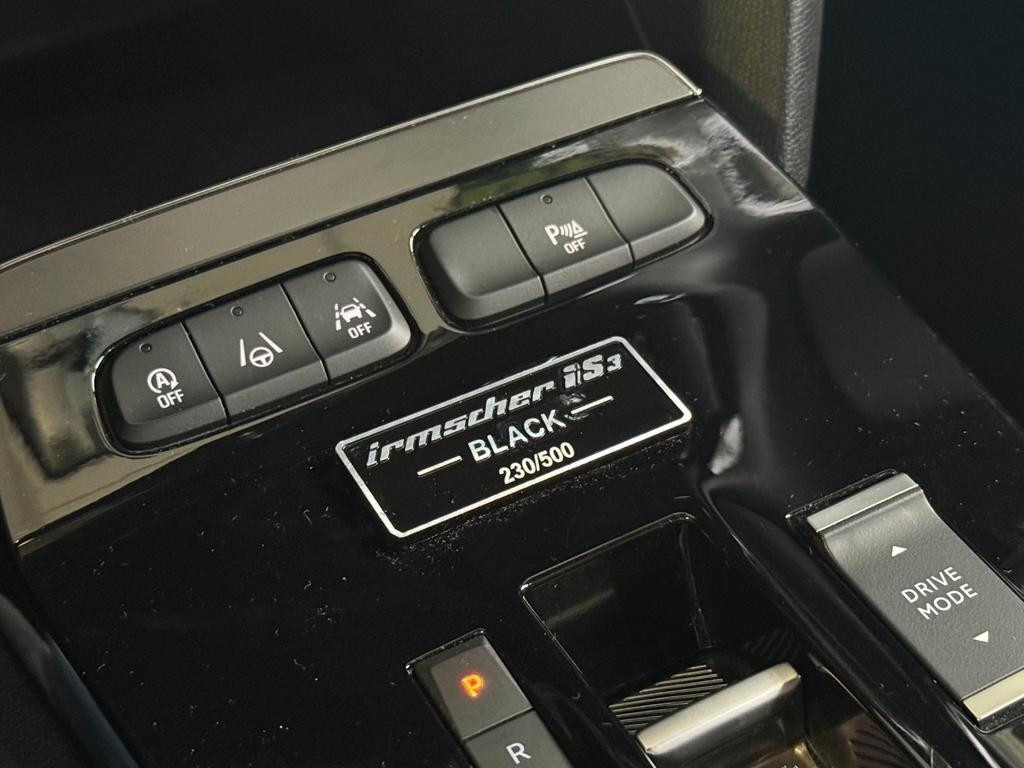 A
OFF
OFF
P
OFF
irmscher iS3
— BLACK —
230/500
DRIVE
MODE
P
R